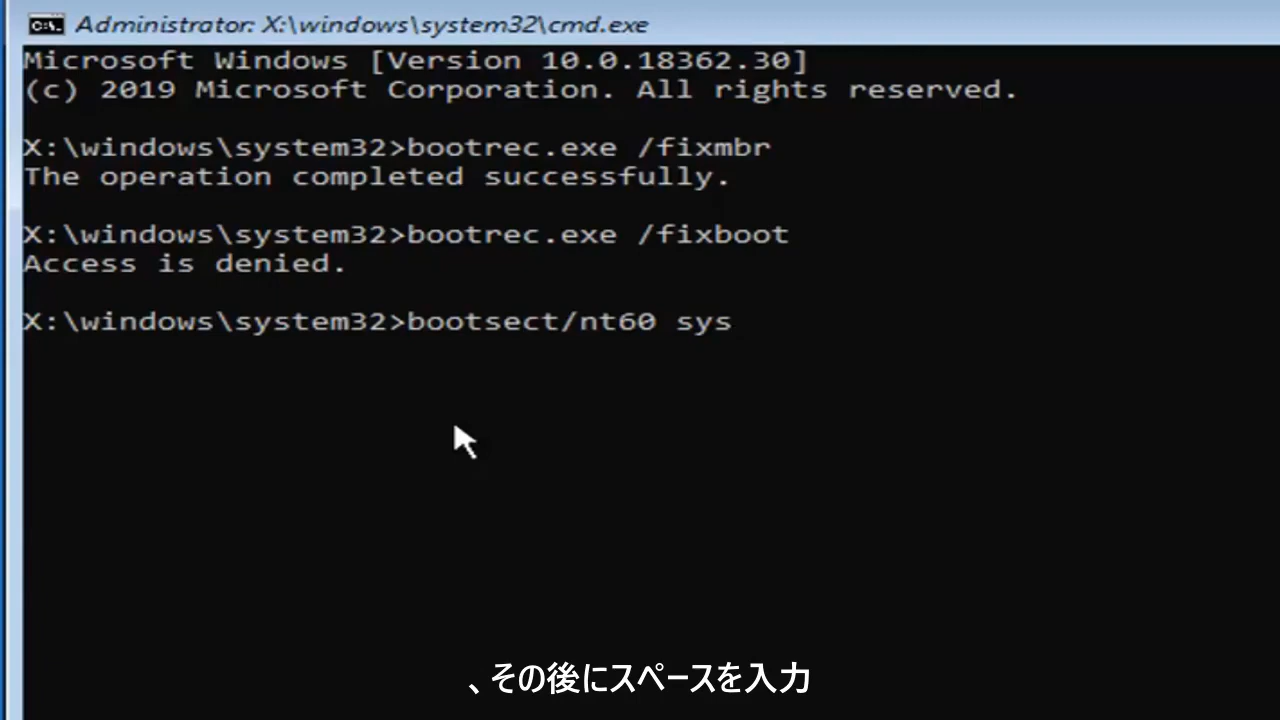 Administrator: X:\windows\system32\cmd.exe
Microsoft Windows [Version 10.0.18362.30]
(c) 2019 Microsoft Corporation. All rights reserved.
X:\windows\system32>bootrec.exe /fixmbr
The operation completed successfully.
X:\windows\system32>bootrec.exe /fixboot
Access is denied.
X:\windows\system32>bootsect/nt60 sys
、その後にスペースを入力